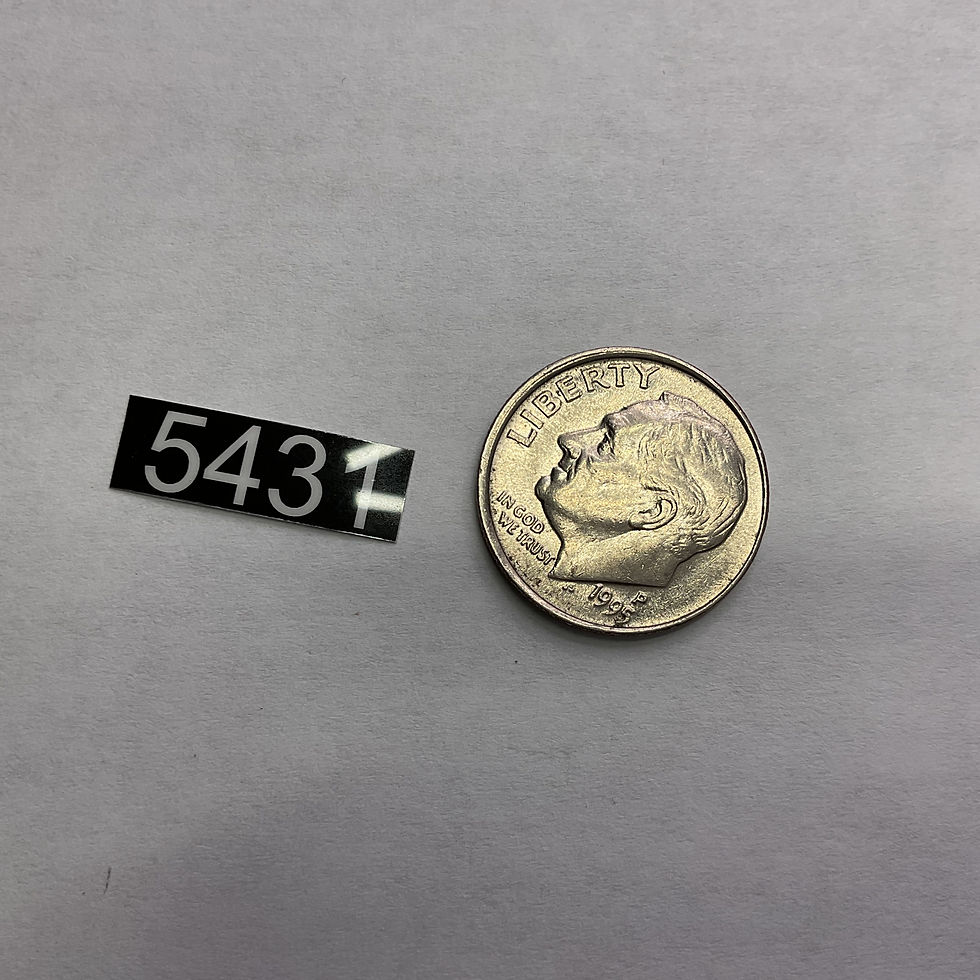 5431
LIBERTY
IN GOD
WE TRUST
1995
P